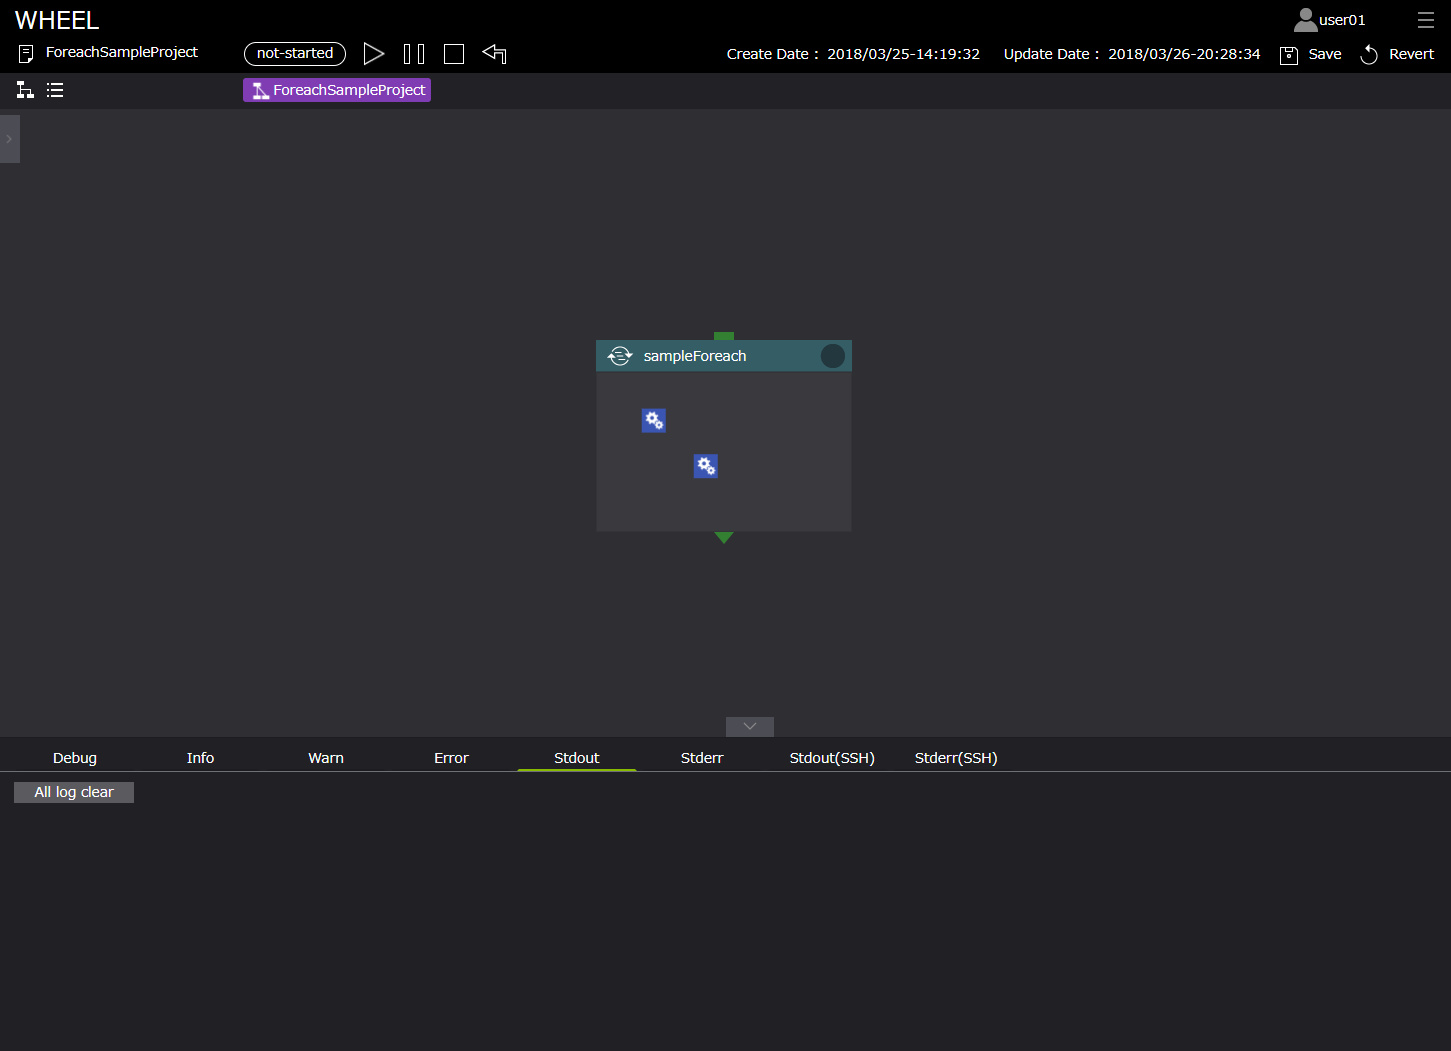 WHEEL
user01
ForeachSampleProject not-started Create Date : 2018/03/25-14:19:32 Update Date : 2018/03/26-20:28:34 Save Revert
ForeachSampleProject
sampleForeach
Debug Info Warn Error Stdout Stderr Stdout(SSH) Stderr(SSH)
All log clear